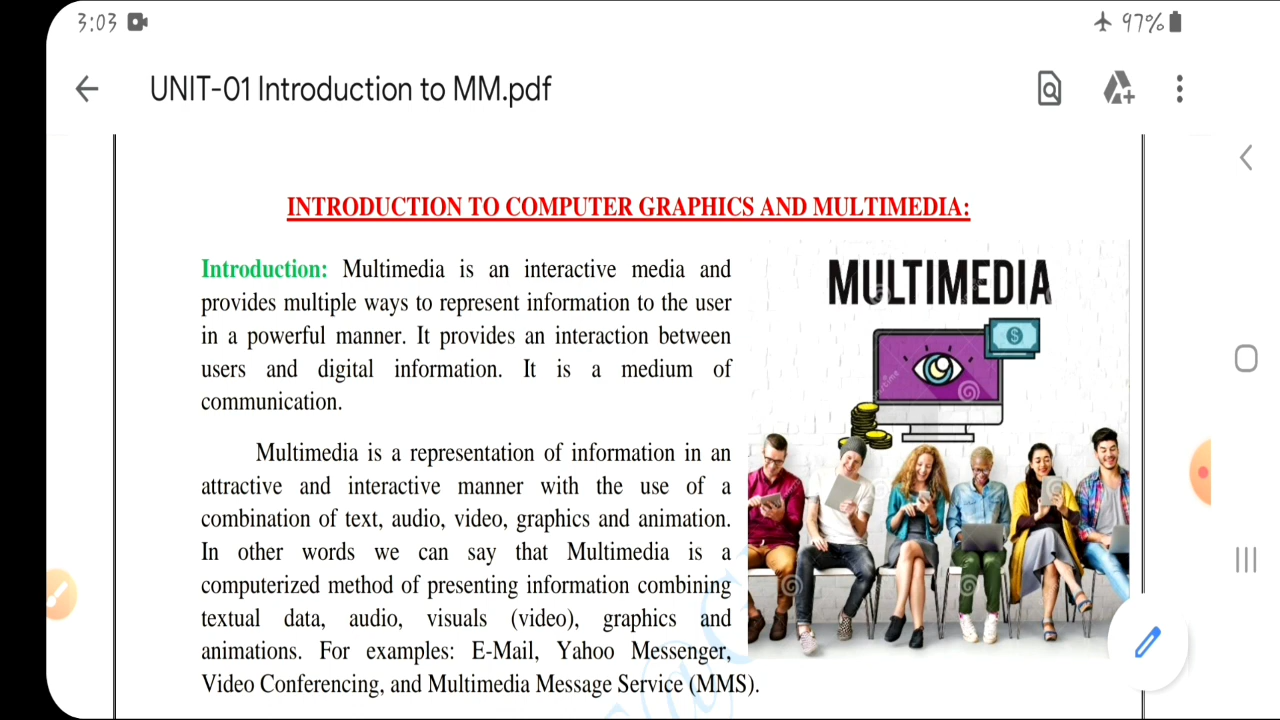 3:03
97%
UNIT-01 Introduction to MM.pdf
INTRODUCTION TO COMPUTER GRAPHICS AND MULTIMEDIA:
Introduction: Multimedia is an interactive media and
provides multiple ways to represent information to the user
in a powerful manner. It provides an interaction between
users and digital information. It is a medium of
communication.
Multimedia is a representation of information in an
attractive and interactive manner with the use of a
combination of text, audio, video, graphics and animation.
In other words we can say that Multimedia is a
computerized method of presenting information combining
textual data, audio, visuals (video), graphics and
animations. For examples: E-Mail, Yahoo Messenger,
Video Conferencing, and Multimedia Message Service (MMS).
MULTIMEDIA
$